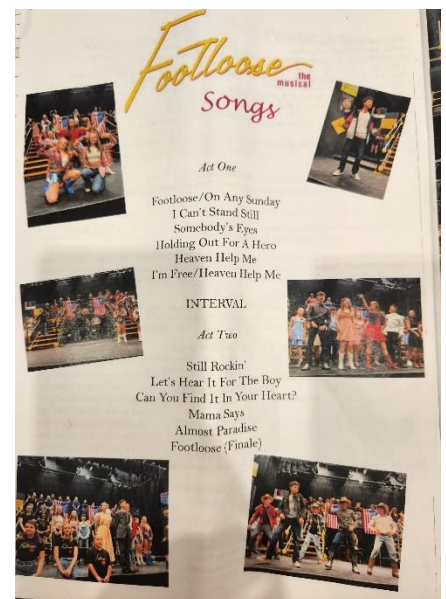 Footloose
the
musical
Songs
Act One
Footloose/On Any Sunday
I Can't Stand Still
Somebody's Eyes
Holding Out For A Hero
Heaven Help Me
I'm Free/Heaven Help Me
INTERVAL
Act Two
Still Rockin'
Let's Hear It For The Boy
Can You Find It In Your Heart?
Mama Says
Almost Paradise
Footloose (Finale)